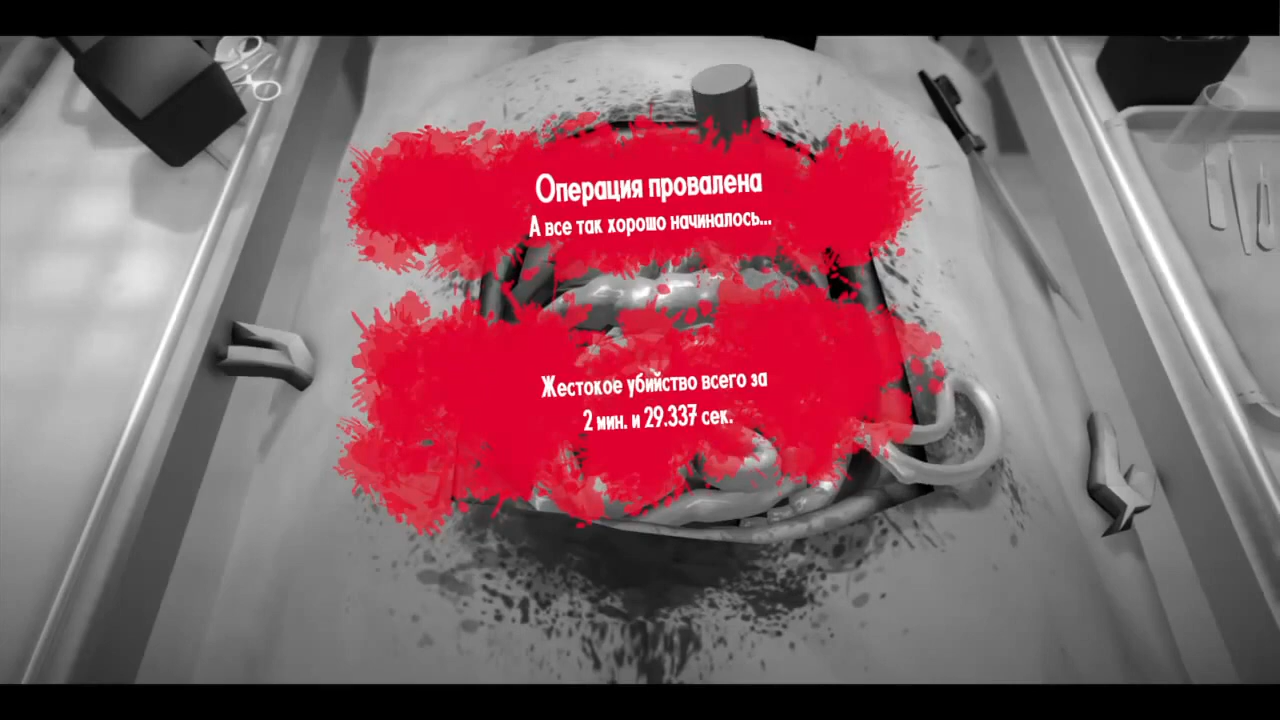 Операция провалена
А все так хорошо начиналось...
Жестокое убийство всего за
2 мин. и 29.337 сек.